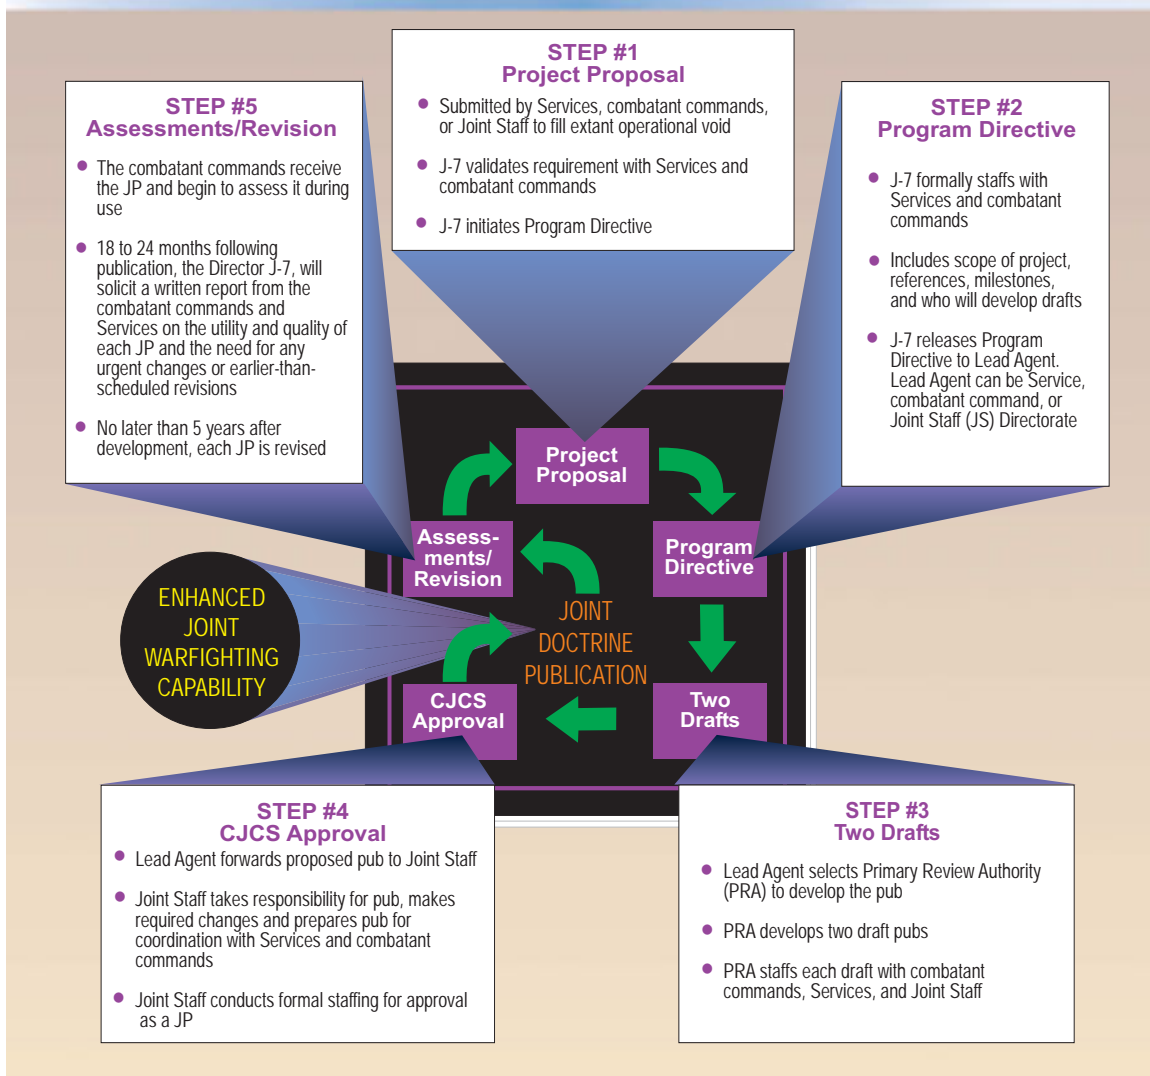 STEP #1
Project Proposal
• Submitted by Services, combatant commands,
or Joint Staff to fill extant operational void
• J-7 validates requirement with Services and
combatant commands
• J-7 initiates Program Directive
STEP #2
Program Directive
• J-7 formally staffs with
Services and combatant
commands
• Includes scope of project,
references, milestones,
and who will develop drafts
• J-7 releases Program
Directive to Lead Agent.
Lead Agent can be Service,
combatant command, or
Joint Staff (JS) Directorate
STEP #5
Assessments/Revision
• The combatant commands receive
the JP and begin to assess it during
use
• 18 to 24 months following
publication, the Director J-7, will
solicit a written report from the
combatant commands and
Services on the utility and quality of
each JP and the need for any
urgent changes or earlier-than-
scheduled revisions
• No later than 5 years after
development, each JP is revised
Project
Proposal
Assess-
ments/
Revision
Program
Directive
ENHANCED
JOINT
WARFIGHTING
CAPABILITY
JOINT
DOCTRINE
PUBLICATION
CJCS
Approval
Two
Drafts
STEP #4
CJCS Approval
• Lead Agent forwards proposed pub to Joint Staff
• Joint Staff takes responsibility for pub, makes
required changes and prepares pub for
coordination with Services and combatant
commands
• Joint Staff conducts formal staffing for approval
as a JP
STEP #3
Two Drafts
• Lead Agent selects Primary Review Authority
(PRA) to develop the pub
• PRA develops two draft pubs
• PRA staffs each draft with combatant
commands, Services, and Joint Staff